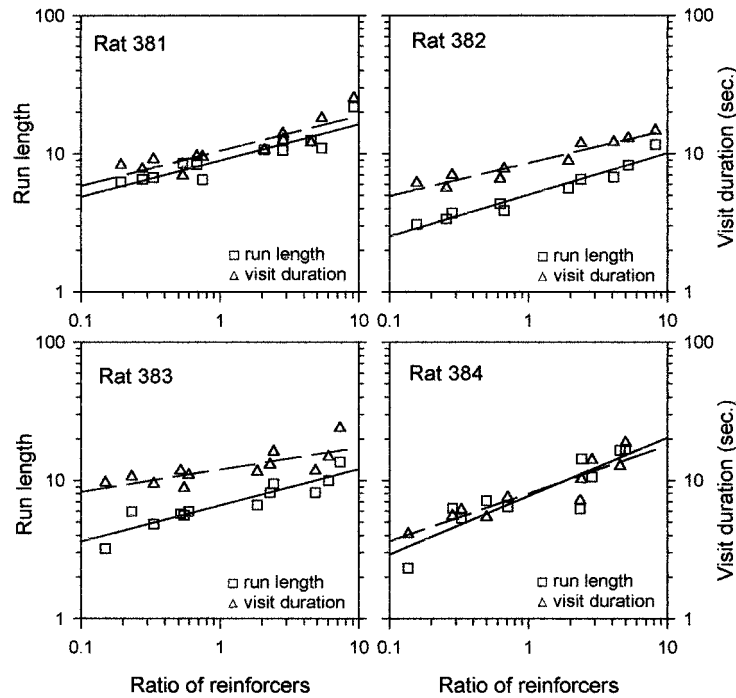 100
Rat 381
Run length
10
□ run length
△ visit duration
1
0.1
1
10
Rat 382
100
Visit duration (sec.)
10
□ run length
△ visit duration
1
0.1
1
10
100
Rat 383
Run length
10
□ run length
△ visit duration
1
0.1
1
10
Ratio of reinforcers
Rat 384
100
Visit duration (sec.)
10
□ run length
△ visit duration
1
0.1
1
10
Ratio of reinforcers